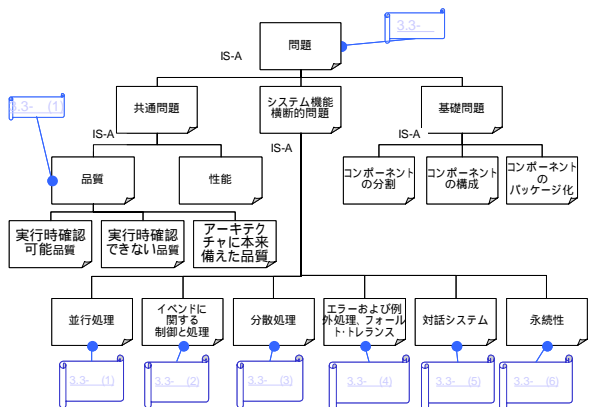 3.3-
問題
IS-A
共通問題
システム機能
横断的問題
基礎問題
3.3- (1)
IS-A
IS-A
IS-A
品質
性能
コンポーネント
の分割
コンポーネント
の構成
コンポーネント
の
パッケージ化
実行時確認
可能品質
実行時確認
できない品質
アーキテク
チャに本来
備えた品質
並行処理
イベンドに
関する
制御と処理
分散処理
エラーおよび例
外処理、フォール
ト・トレランス
対話システム
永続性
3.3- (1)
3.3- (2)
3.3- (3)
3.3- (4)
3.3- (5)
3.3- (6)